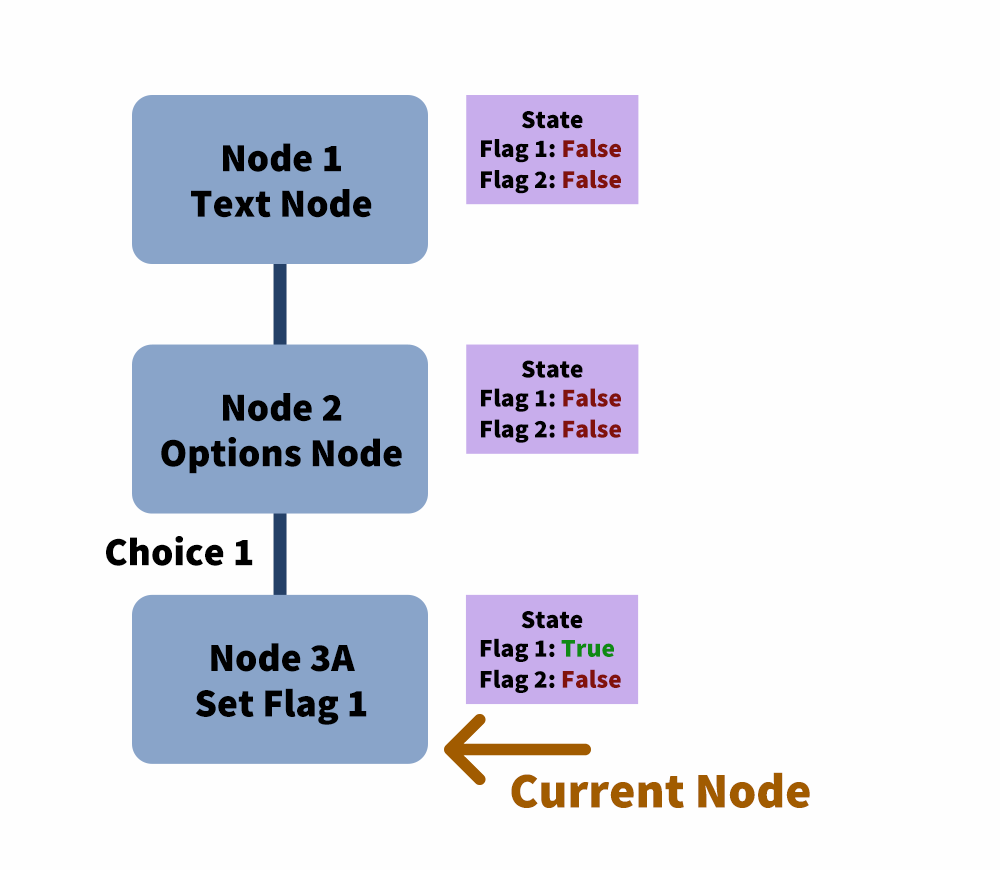 Node 1
Text Node
State
Flag 1: False
Flag 2: False
Node 2
Options Node
State
Flag 1: False
Flag 2: False
Choice 1
Node 3A
Set Flag 1
State
Flag 1: True
Flag 2: False
Current Node